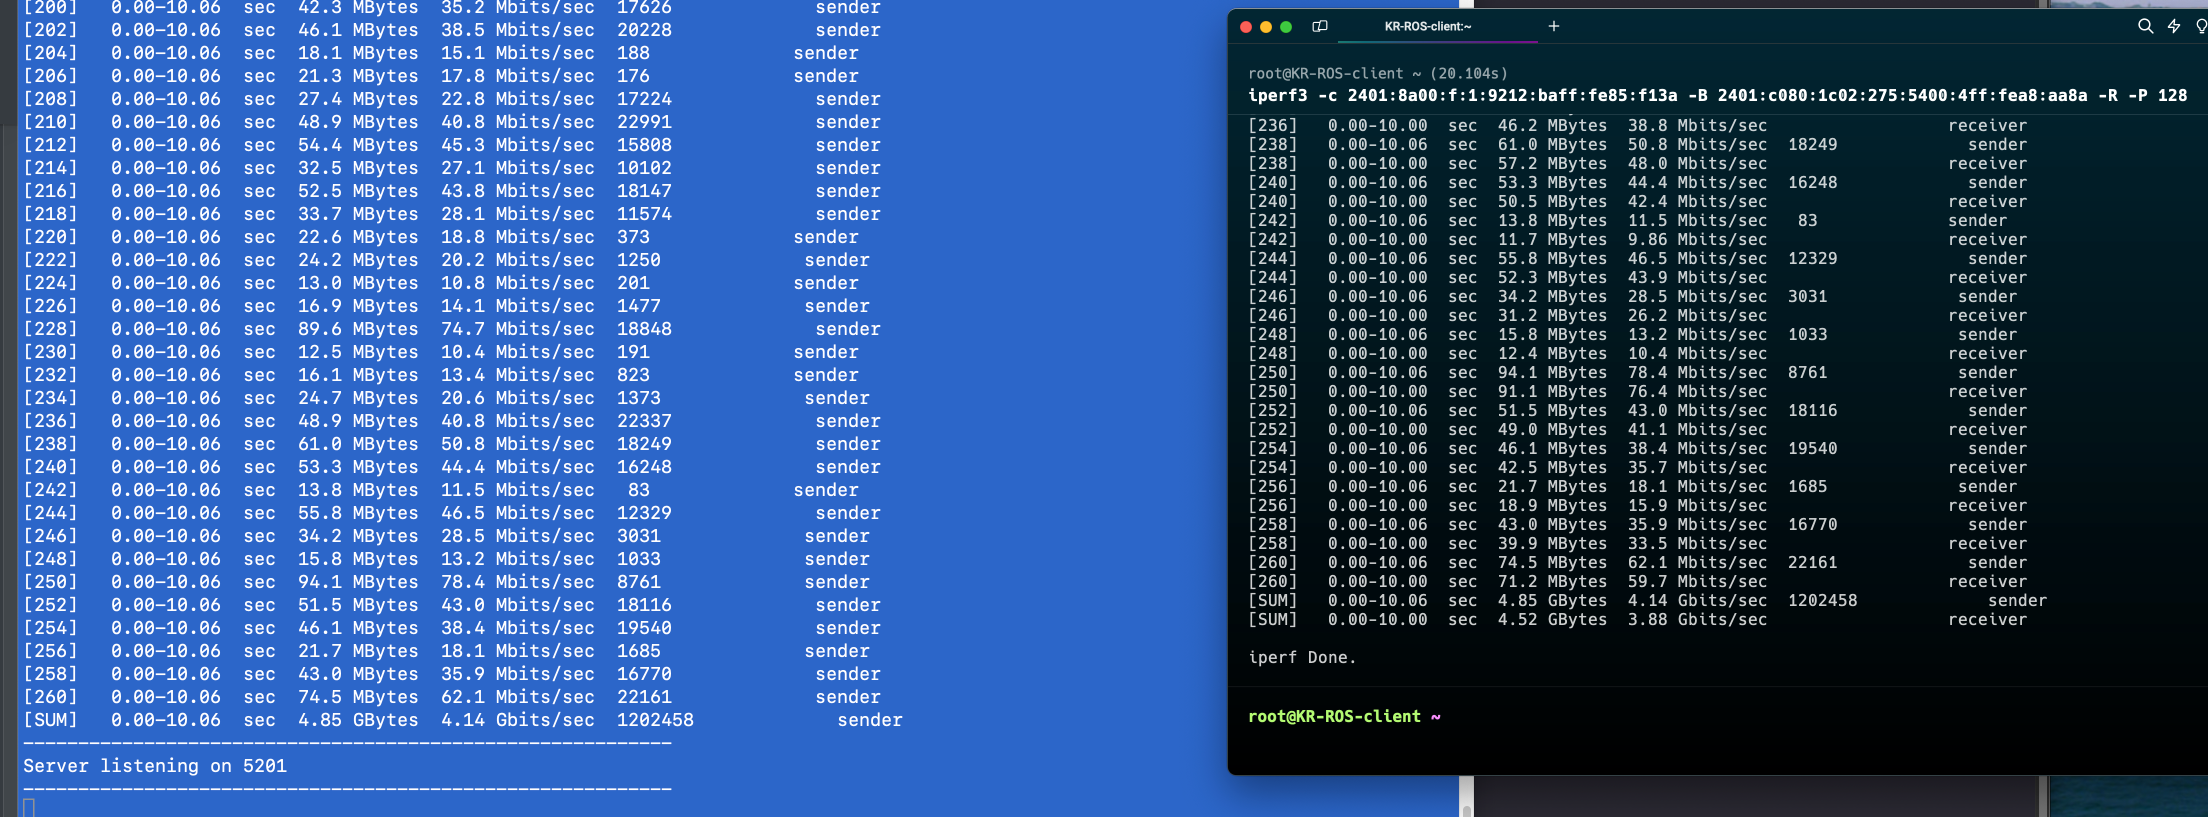 [200]   0.00-10.06  sec  42.3 MBytes  35.2 Mbits/sec  17626             sender
[202]   0.00-10.06  sec  46.1 MBytes  38.5 Mbits/sec  20228             sender
[204]   0.00-10.06  sec  18.1 MBytes  15.1 Mbits/sec  188             sender
[206]   0.00-10.06  sec  21.3 MBytes  17.8 Mbits/sec  176             sender
[208]   0.00-10.06  sec  27.4 MBytes  22.8 Mbits/sec  17224             sender
[210]   0.00-10.06  sec  48.9 MBytes  40.8 Mbits/sec  22991             sender
[212]   0.00-10.06  sec  54.4 MBytes  45.3 Mbits/sec  15808             sender
[214]   0.00-10.06  sec  32.5 MBytes  27.1 Mbits/sec  10102             sender
[216]   0.00-10.06  sec  52.5 MBytes  43.8 Mbits/sec  18147             sender
[218]   0.00-10.06  sec  33.7 MBytes  28.1 Mbits/sec  11574             sender
[220]   0.00-10.06  sec  22.6 MBytes  18.8 Mbits/sec  373             sender
[222]   0.00-10.06  sec  24.2 MBytes  20.2 Mbits/sec  1250             sender
[224]   0.00-10.06  sec  13.0 MBytes  10.8 Mbits/sec  201             sender
[226]   0.00-10.06  sec  16.9 MBytes  14.1 Mbits/sec  1477             sender
[228]   0.00-10.06  sec  89.6 MBytes  74.7 Mbits/sec  18848             sender
[230]   0.00-10.06  sec  12.5 MBytes  10.4 Mbits/sec  191             sender
[232]   0.00-10.06  sec  16.1 MBytes  13.4 Mbits/sec  823             sender
[234]   0.00-10.06  sec  24.7 MBytes  20.6 Mbits/sec  1373             sender
[236]   0.00-10.06  sec  48.9 MBytes  40.8 Mbits/sec  22337             sender
[238]   0.00-10.06  sec  61.0 MBytes  50.8 Mbits/sec  18249             sender
[240]   0.00-10.06  sec  53.3 MBytes  44.4 Mbits/sec  16248             sender
[242]   0.00-10.06  sec  13.8 MBytes  11.5 Mbits/sec   83             sender
[244]   0.00-10.06  sec  55.8 MBytes  46.5 Mbits/sec  12329             sender
[246]   0.00-10.06  sec  34.2 MBytes  28.5 Mbits/sec  3031             sender
[248]   0.00-10.06  sec  15.8 MBytes  13.2 Mbits/sec  1033             sender
[250]   0.00-10.06  sec  94.1 MBytes  78.4 Mbits/sec  8761             sender
[252]   0.00-10.06  sec  51.5 MBytes  43.0 Mbits/sec  18116             sender
[254]   0.00-10.06  sec  46.1 MBytes  38.4 Mbits/sec  19540             sender
[256]   0.00-10.06  sec  21.7 MBytes  18.1 Mbits/sec  1685             sender
[258]   0.00-10.06  sec  43.0 MBytes  35.9 Mbits/sec  16770             sender
[260]   0.00-10.06  sec  74.5 MBytes  62.1 Mbits/sec  22161             sender
[SUM]   0.00-10.06  sec  4.85 GBytes  4.14 Gbits/sec  1202458             sender
-----------------------------------------------------------
Server listening on 5201
-----------------------------------------------------------
KR-ROS-client:~
root@KR-ROS-client ~ (20.104s)
iperf3 -c 2401:8a00:f:1:9212:baff:fe85:f13a -B 2401:c080:1c02:275:5400:4ff:fea8:aa8a -R -P 128
[236]   0.00-10.00  sec  46.2 MBytes  38.8 Mbits/sec                  receiver
[238]   0.00-10.06  sec  61.0 MBytes  50.8 Mbits/sec  18249             sender
[238]   0.00-10.00  sec  57.2 MBytes  48.0 Mbits/sec                  receiver
[240]   0.00-10.06  sec  53.3 MBytes  44.4 Mbits/sec  16248             sender
[240]   0.00-10.00  sec  50.5 MBytes  42.4 Mbits/sec                  receiver
[242]   0.00-10.06  sec  13.8 MBytes  11.5 Mbits/sec   83             sender
[242]   0.00-10.00  sec  11.7 MBytes  9.86 Mbits/sec                  receiver
[244]   0.00-10.06  sec  55.8 MBytes  46.5 Mbits/sec  12329             sender
[244]   0.00-10.00  sec  52.3 MBytes  43.9 Mbits/sec                  receiver
[246]   0.00-10.06  sec  34.2 MBytes  28.5 Mbits/sec  3031             sender
[246]   0.00-10.00  sec  31.2 MBytes  26.2 Mbits/sec                  receiver
[248]   0.00-10.06  sec  15.8 MBytes  13.2 Mbits/sec  1033             sender
[248]   0.00-10.00  sec  12.4 MBytes  10.4 Mbits/sec                  receiver
[250]   0.00-10.06  sec  94.1 MBytes  78.4 Mbits/sec  8761             sender
[250]   0.00-10.00  sec  91.1 MBytes  76.4 Mbits/sec                  receiver
[252]   0.00-10.06  sec  51.5 MBytes  43.0 Mbits/sec  18116             sender
[252]   0.00-10.00  sec  49.0 MBytes  41.1 Mbits/sec                  receiver
[254]   0.00-10.06  sec  46.1 MBytes  38.4 Mbits/sec  19540             sender
[254]   0.00-10.00  sec  42.5 MBytes  35.7 Mbits/sec                  receiver
[256]   0.00-10.06  sec  21.7 MBytes  18.1 Mbits/sec  1685             sender
[256]   0.00-10.00  sec  18.9 MBytes  15.9 Mbits/sec                  receiver
[258]   0.00-10.06  sec  43.0 MBytes  35.9 Mbits/sec  16770             sender
[258]   0.00-10.00  sec  39.9 MBytes  33.5 Mbits/sec                  receiver
[260]   0.00-10.06  sec  74.5 MBytes  62.1 Mbits/sec  22161             sender
[260]   0.00-10.00  sec  71.2 MBytes  59.7 Mbits/sec                  receiver
[SUM]   0.00-10.06  sec  4.85 GBytes  4.14 Gbits/sec  1202458             sender
[SUM]   0.00-10.00  sec  4.52 GBytes  3.88 Gbits/sec                  receiver
iperf Done.
root@KR-ROS-client ~